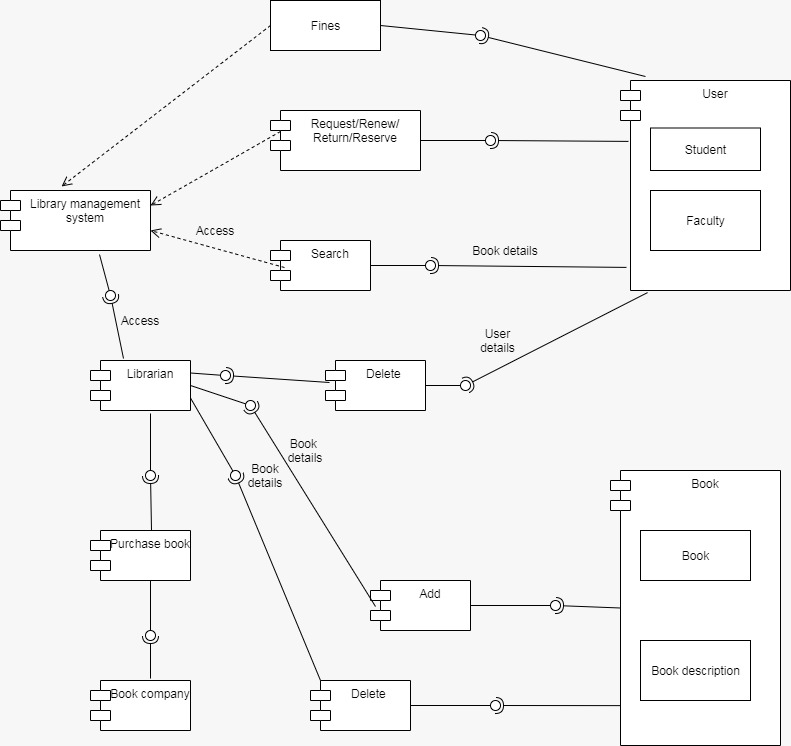 Fines
User
Request/Renew/
Return/Reserve
Student
Library management
system
Faculty
Access
Search
Book details
Access
User
details
Librarian
Delete
Book
details
Book
details
Book
Purchase book
Book
Add
Book description
Book company
Delete